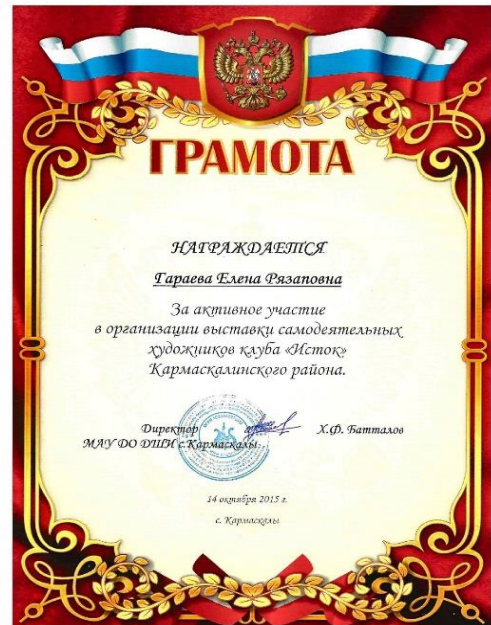 ГРАМОТА
НАГРАЖДАЕТСЯ
Гараева Елена Рязаповна
За активное участие
в организации выставки самодеятельных
художников клуба «Исток»
Кармаскалинского района.
Директор Х.Ф. Батталов
МАУ ДО ДШИ с.Кармаскалы
14 октября 2015 г.
с. Кармаскалы